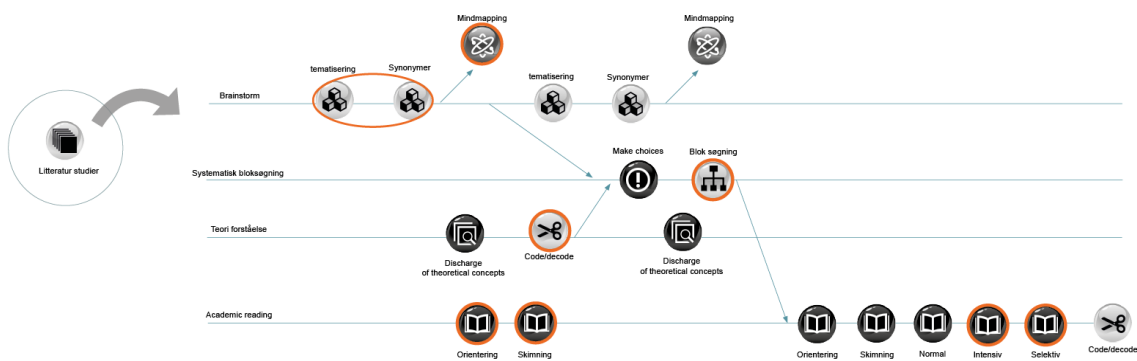 Mindmapping
Mindmapping
tematisering
Synonymer
tematisering
Synonymer
Brainstorm
Litteratur studier
Make choices
Blok søgning
Systematisk bloksøgning
Teori forståelse
Discharge
of theoretical concepts
Code/decode
Discharge
of theoretical concepts
Academic reading
Orientering
Skimning
Orientering
Skimning
Normal
Intensiv
Selektiv
Code/decode